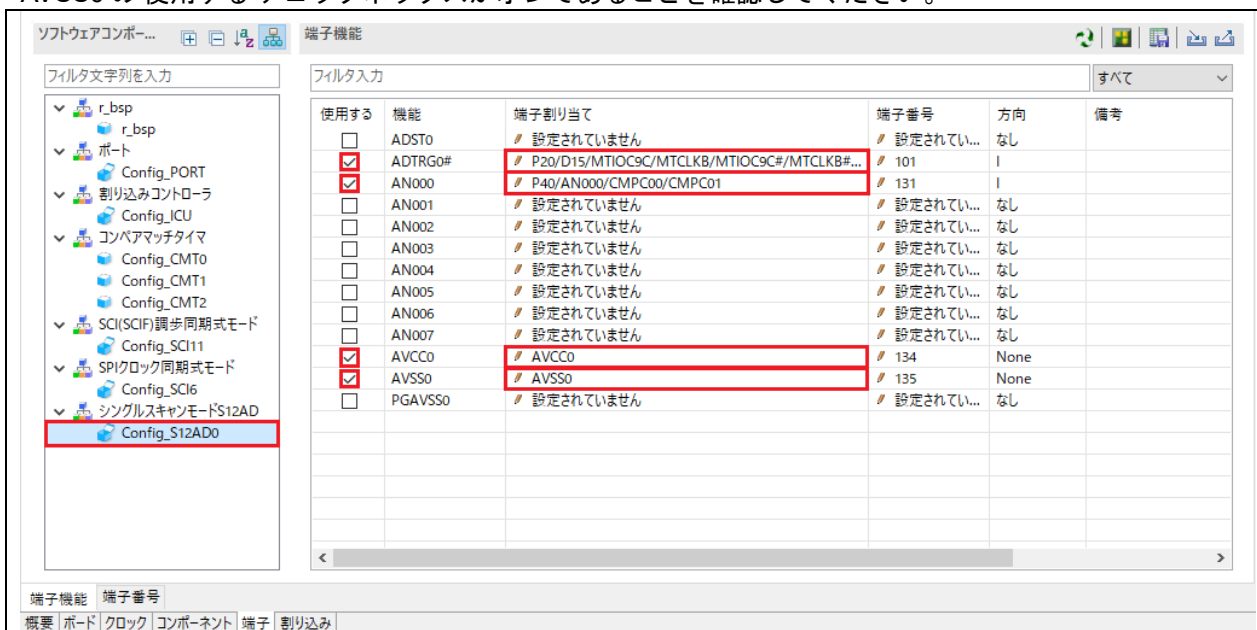 ソフトウェアコンポー...
端子機能
フィルタ文字列を入力
フィルタ入力
すべて
r_bsp
r_bsp
ポート
Config_PORT
割り込みコントローラ
Config_ICU
コンペアマッチタイマ
Config_CMT0
Config_CMT1
Config_CMT2
SCI(SCIF)調歩同期式モード
Config_SCI11
SPIクロック同期式モード
Config_SCI6
シングルスキャンモードS12AD
Config_S12AD0
使用する 機能 端子割り当て 端子番号 方向 備考
ADST0 設定されていません 設定されてい... なし
ADTRG0# P20/D15/MTIOC9C/MTCLKB/MTIOC9C#/MTCLKB#... 101 I
AN000 P40/AN000/CMPC00/CMPC01 131 I
AN001 設定されていません 設定されてい... なし
AN002 設定されていません 設定されてい... なし
AN003 設定されていません 設定されてい... なし
AN004 設定されていません 設定されてい... なし
AN005 設定されていません 設定されてい... なし
AN006 設定されていません 設定されてい... なし
AN007 設定されていません 設定されてい... なし
AVCC0 AVCC0 134 None
AVSS0 AVSS0 135 None
PGAVSS0 設定されていません 設定されてい... なし
端子機能 端子番号
概要 ボード クロック コンポーネント 端子 割り込み